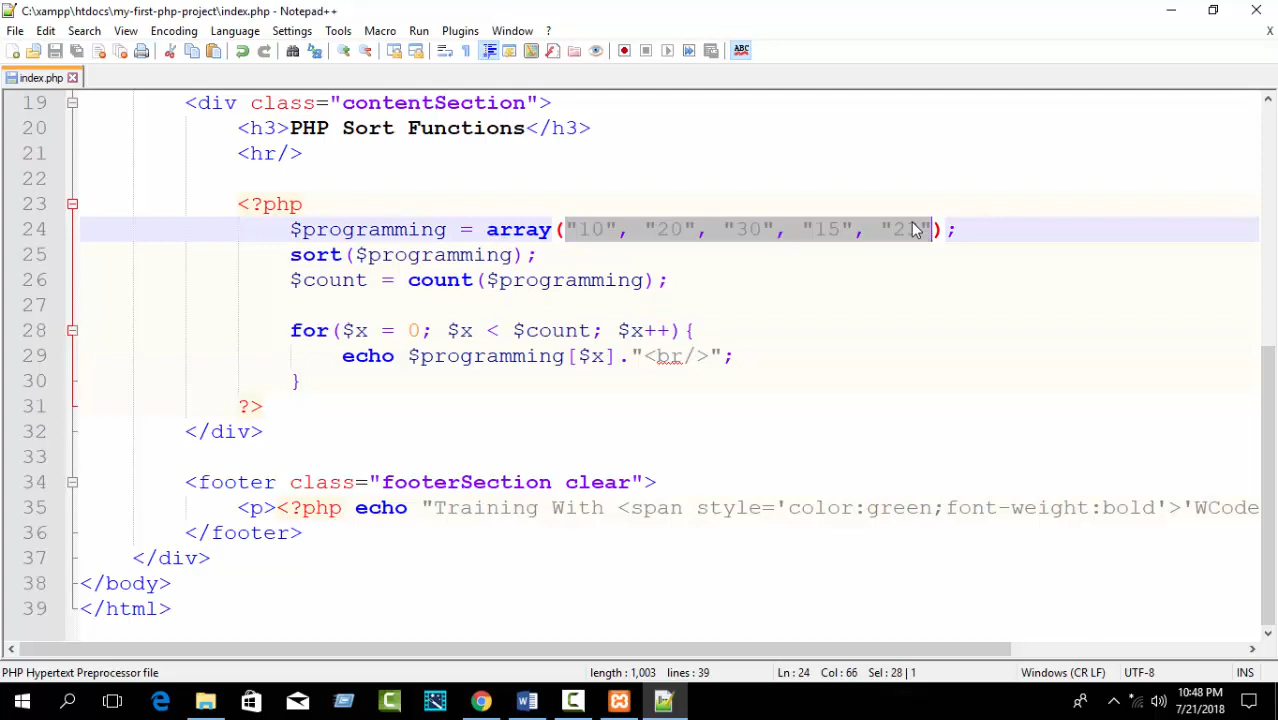 C:\xampp\htdocs\my-first-php-project\index.php - Notepad++
File Edit Search View Encoding Language Settings Tools Macro Run Plugins Window ?
X
ABC
index.php
19 <div class="contentSection">
20 <h3>PHP Sort Functions</h3>
21 <hr/>
22
23 <?php
24 $programming = array("10", "20", "30", "15", );
25 sort($programming);
26 $count = count($programming);
27
28 for($x = 0; $x < $count; $x++){
29 echo $programming[$x]."<br/>";
30 }
31 ?>
32 </div>
33
34 <footer class="footerSection clear">
35 <p><?php echo "Training With <span style='color:green;font-weight:bold'>'WCode
36 </footer>
37 </div>
38 </body>
39 </html>
PHP Hypertext Preprocessor file length : 1,003 lines : 39 Ln : 24 Col : 66 Sel : 28 | 1 Windows (CR LF) UTF-8 INS
10:48 PM
7/21/2018